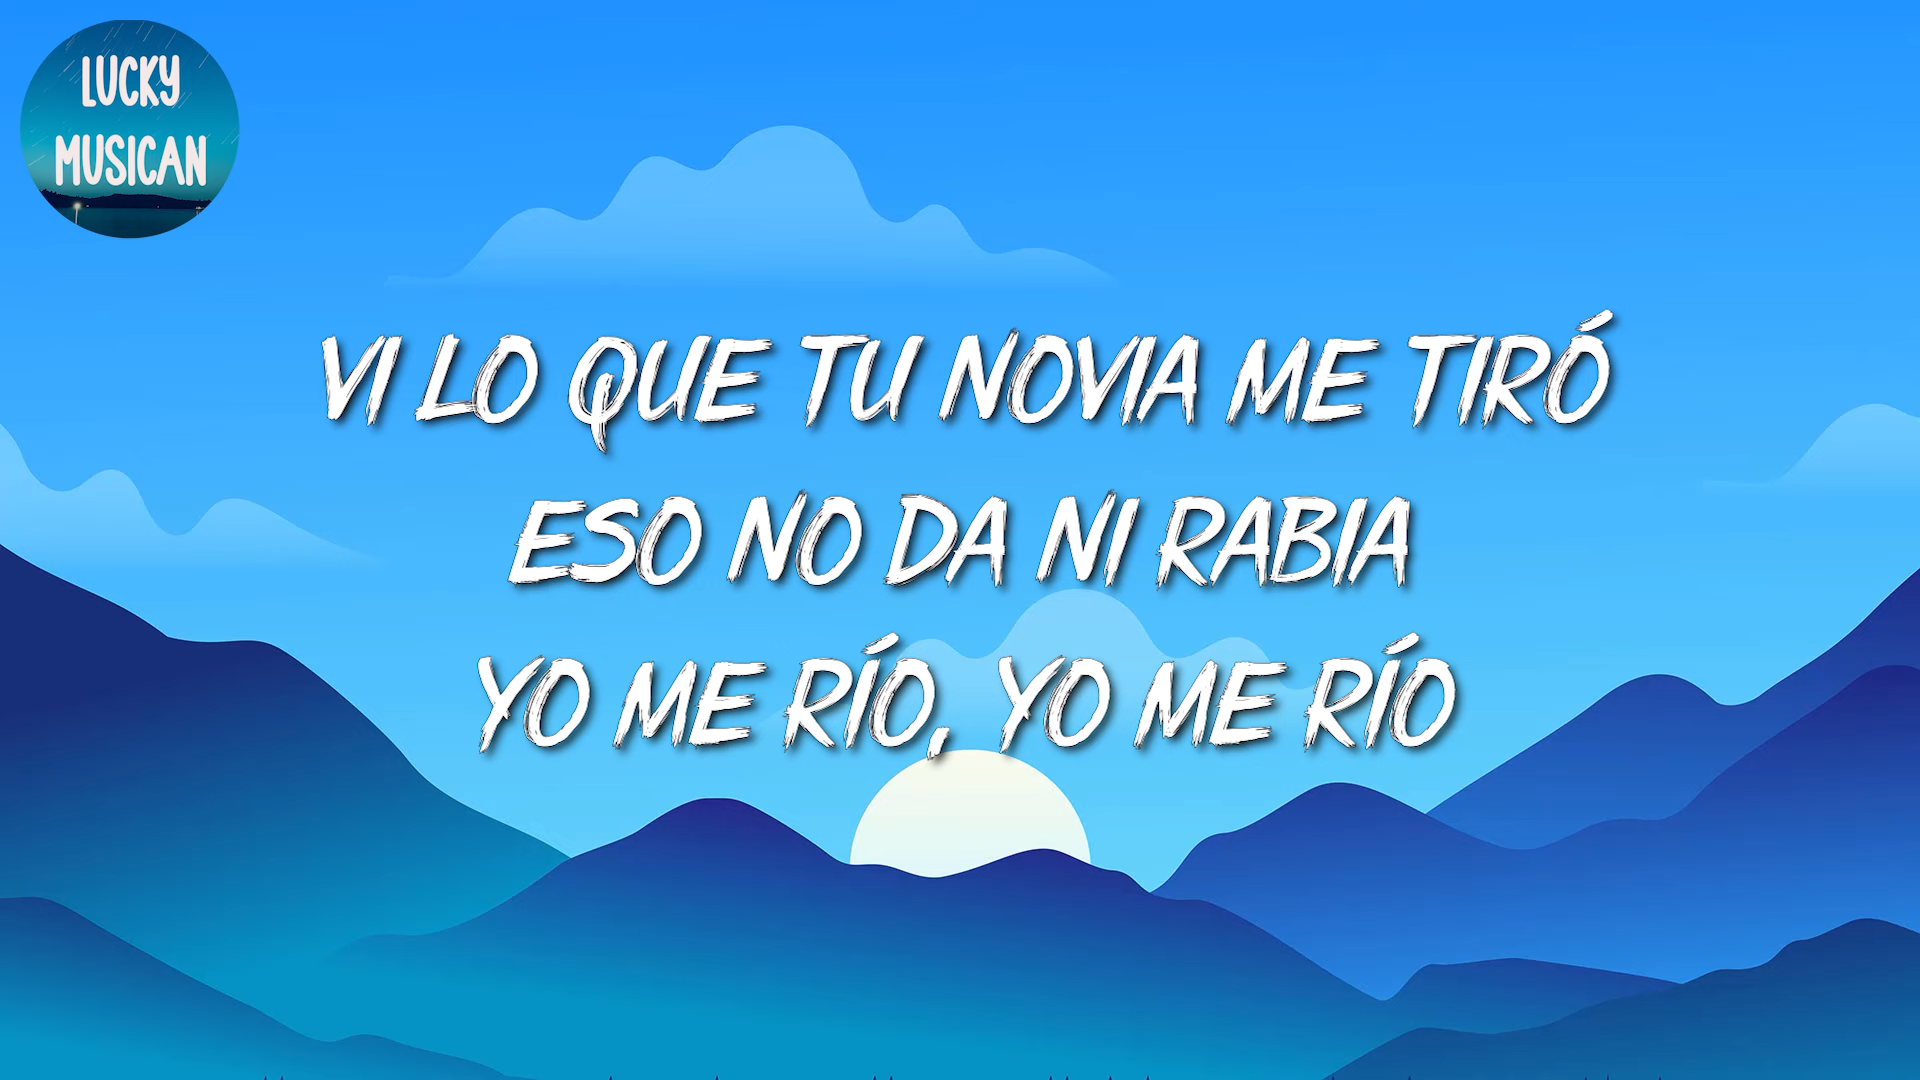 LUCKY
MUSICAN
VI LO QUE TU NOVIA ME TIRÓ
ESO NO DA NI RABIA
YO ME RÍO, YO ME RÍO